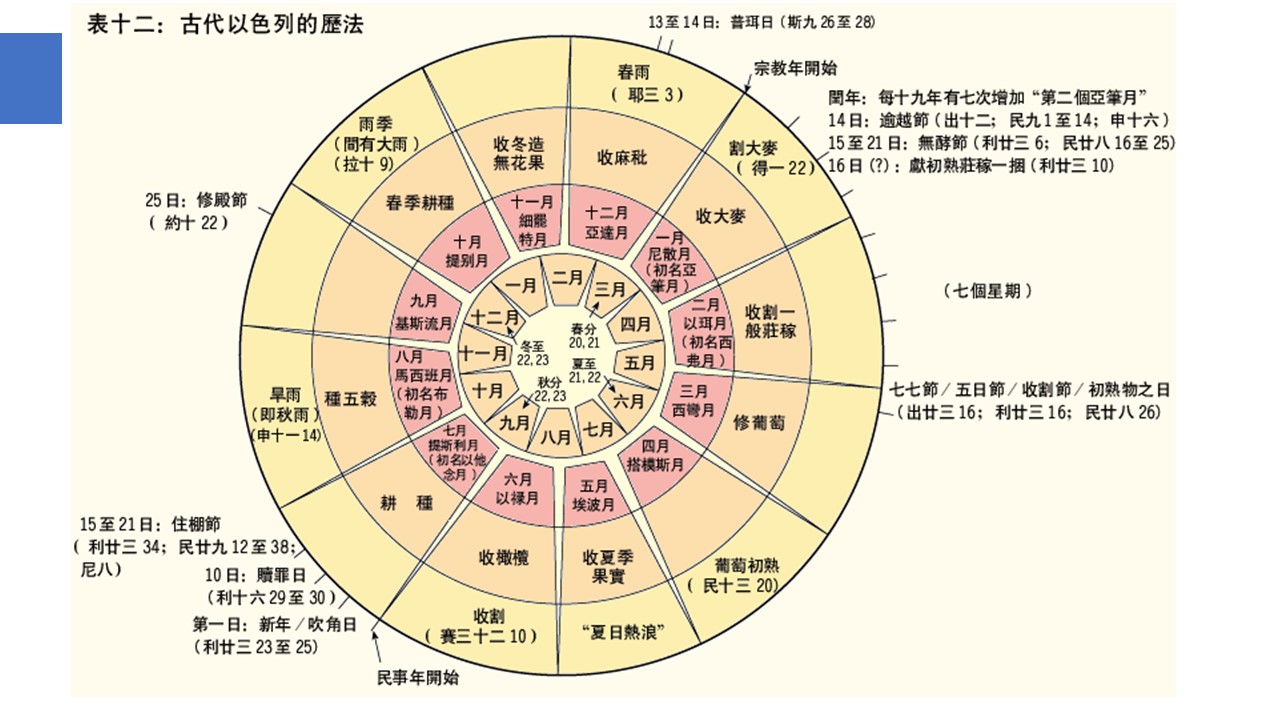 表十二：古代以色列的歷法
13至14日：普珥日（斯九26至28）
宗教年開始
閏年：每十九年有七次增加“第二個亞筆月”
14日：逾越節（出十二；民九1至14；申十六）
15至21日：無酵節（利廿三6；民廿八16至25）
16日（?）：獻初熟莊稼一捆（利廿三10）
（七個星期）
七七節／五日節／收割節／初熟物之日
（出廿三16；利廿三16；民廿八26）
25日：修殿節
（約十22）
15至21日：住棚節
（利廿三34；民廿九12至38；
尼八）
10日：贖罪日
（利十六29至30）
第一日：新年／吹角日
（利廿三23至25）
民事年開始
春雨
（耶三3）
割大麥
（得一22）
葡萄初熟
（民十三20）
“夏日熱浪”
收割
（賽三十二10）
旱雨
（即秋雨）
（申十一14）
雨季
（間有大雨）
（拉十9）
收麻秕
收大麥
收割一
般莊稼
修葡萄
收夏季
果實
收橄欖
耕 種
種五穀
春季耕種
收冬造
無花果
十二月
亞達月
一月
尼散月
（初名亞
筆月）
二月
以珥月
（初名西
弗月）
三月
西彎月
四月
搭模斯月
五月
埃波月
六月
以祿月
七月
提斯利月
（初名以他
念月）
八月
馬西班月
（初名布
勒月）
九月
基斯流月
十月
提別月
十一月
細罷
特月
一月
二月
三月
四月
五月
六月
七月
八月
九月
十月
十一月
十二月
春分
20, 21
夏至
21, 22
秋分
22, 23
冬至
22, 23